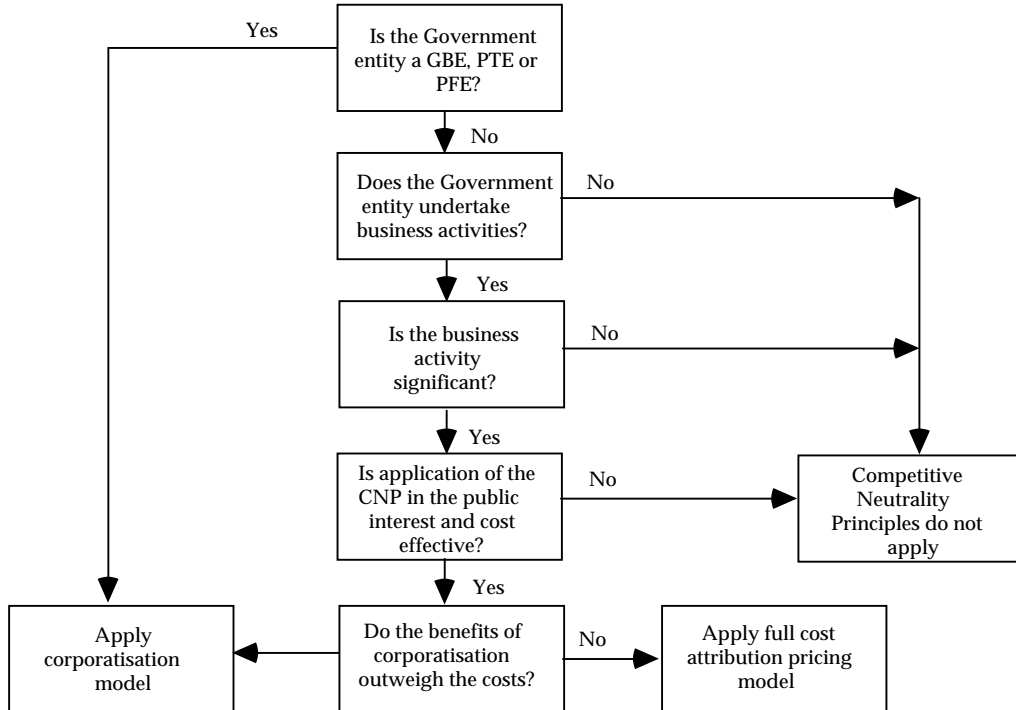 Yes
Is the Government
entity a GBE, PTE or
PFE?
No
Does the Government
entity undertake
business activities?
No
Yes
Is the business
activity
significant?
No
Yes
Is application of the
CNP in the public
interest and cost
effective?
No
Competitive
Neutrality
Principles do not
apply
Yes
Apply
corporatisation
model
Do the benefits of
corporatisation
outweigh the costs?
No
Apply full cost
attribution pricing
model